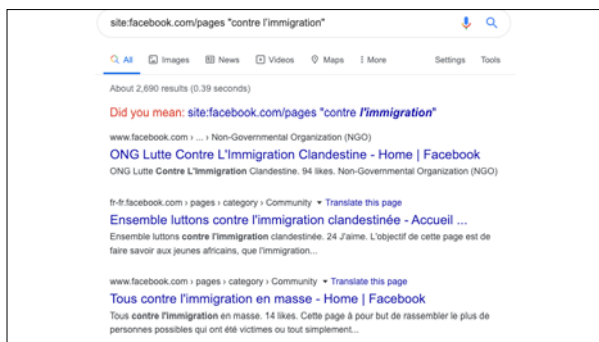 site:facebook.com/pages "contre l'immigration"
All Images News Videos Maps More Settings Tools
About 2,690 results (0.39 seconds)
Did you mean: site:facebook.com/pages "contre l'immigration"
www.facebook.com › ... › Non-Governmental Organization (NGO)
ONG Lutte Contre L'Immigration Clandestine - Home | Facebook
ONG Lutte Contre L'Immigration Clandestine. 94 likes. Non-Governmental Organization (NGO)
fr-fr.facebook.com › pages › category › Community Translate this page
Ensemble luttons contre l'immigration clandestinée - Accueil ...
Ensemble luttons contre l'immigration clandestinée. 24 J'aime. L'objectif de cette page est de
faire savoir aux jeunes africains, que l'immigration...
www.facebook.com › pages › category › Community Translate this page
Tous contre l'immigration en masse - Home | Facebook
Tous contre l'immigration en masse. 14 likes. Cette page à pour but de rassembler le plus de
personnes possibles qui ont été victimes ou tout simplement...